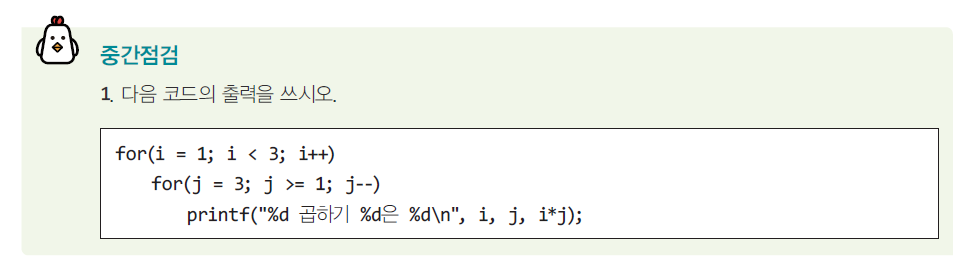 중간점검
1. 다음 코드의 출력을 쓰시오.
for(i = 1; i < 3; i++)
for(j = 3; j >= 1; j--)
printf("%d 곱하기 %d은 %d\n", i, j, i*j);